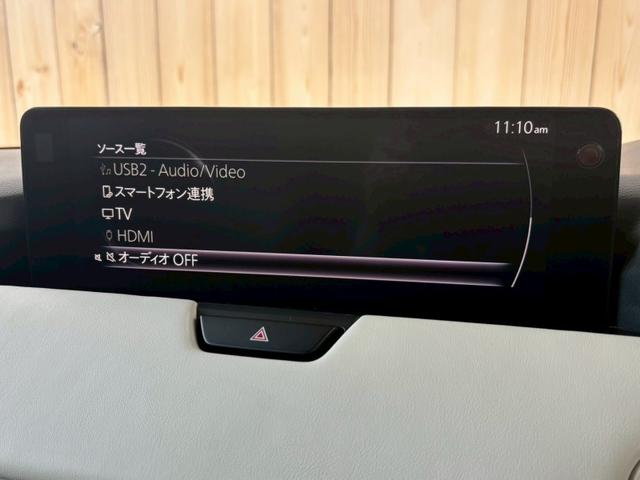 11:10am
ソース一覧
USB2 - Audio/Video
スマートフォン連携
TV
HDMI
オーディオ OFF